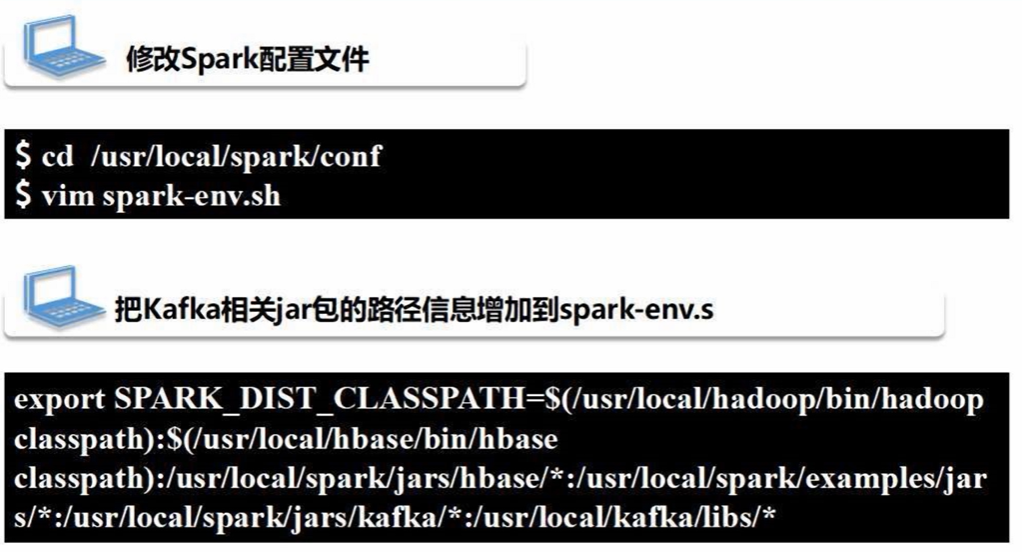 修改Spark配置文件
$ cd /usr/local/spark/conf
$ vim spark-env.sh
把Kafka相关jar包的路径信息增加到spark-env.s
export SPARK_DIST_CLASSPATH=$(/usr/local/hadoop/bin/hadoop
classpath):$(/usr/local/hbase/bin/hbase
classpath):/usr/local/spark/jars/hbase/*:/usr/local/spark/examples/jar
s/*:/usr/local/spark/jars/kafka/*:/usr/local/kafka/libs/*